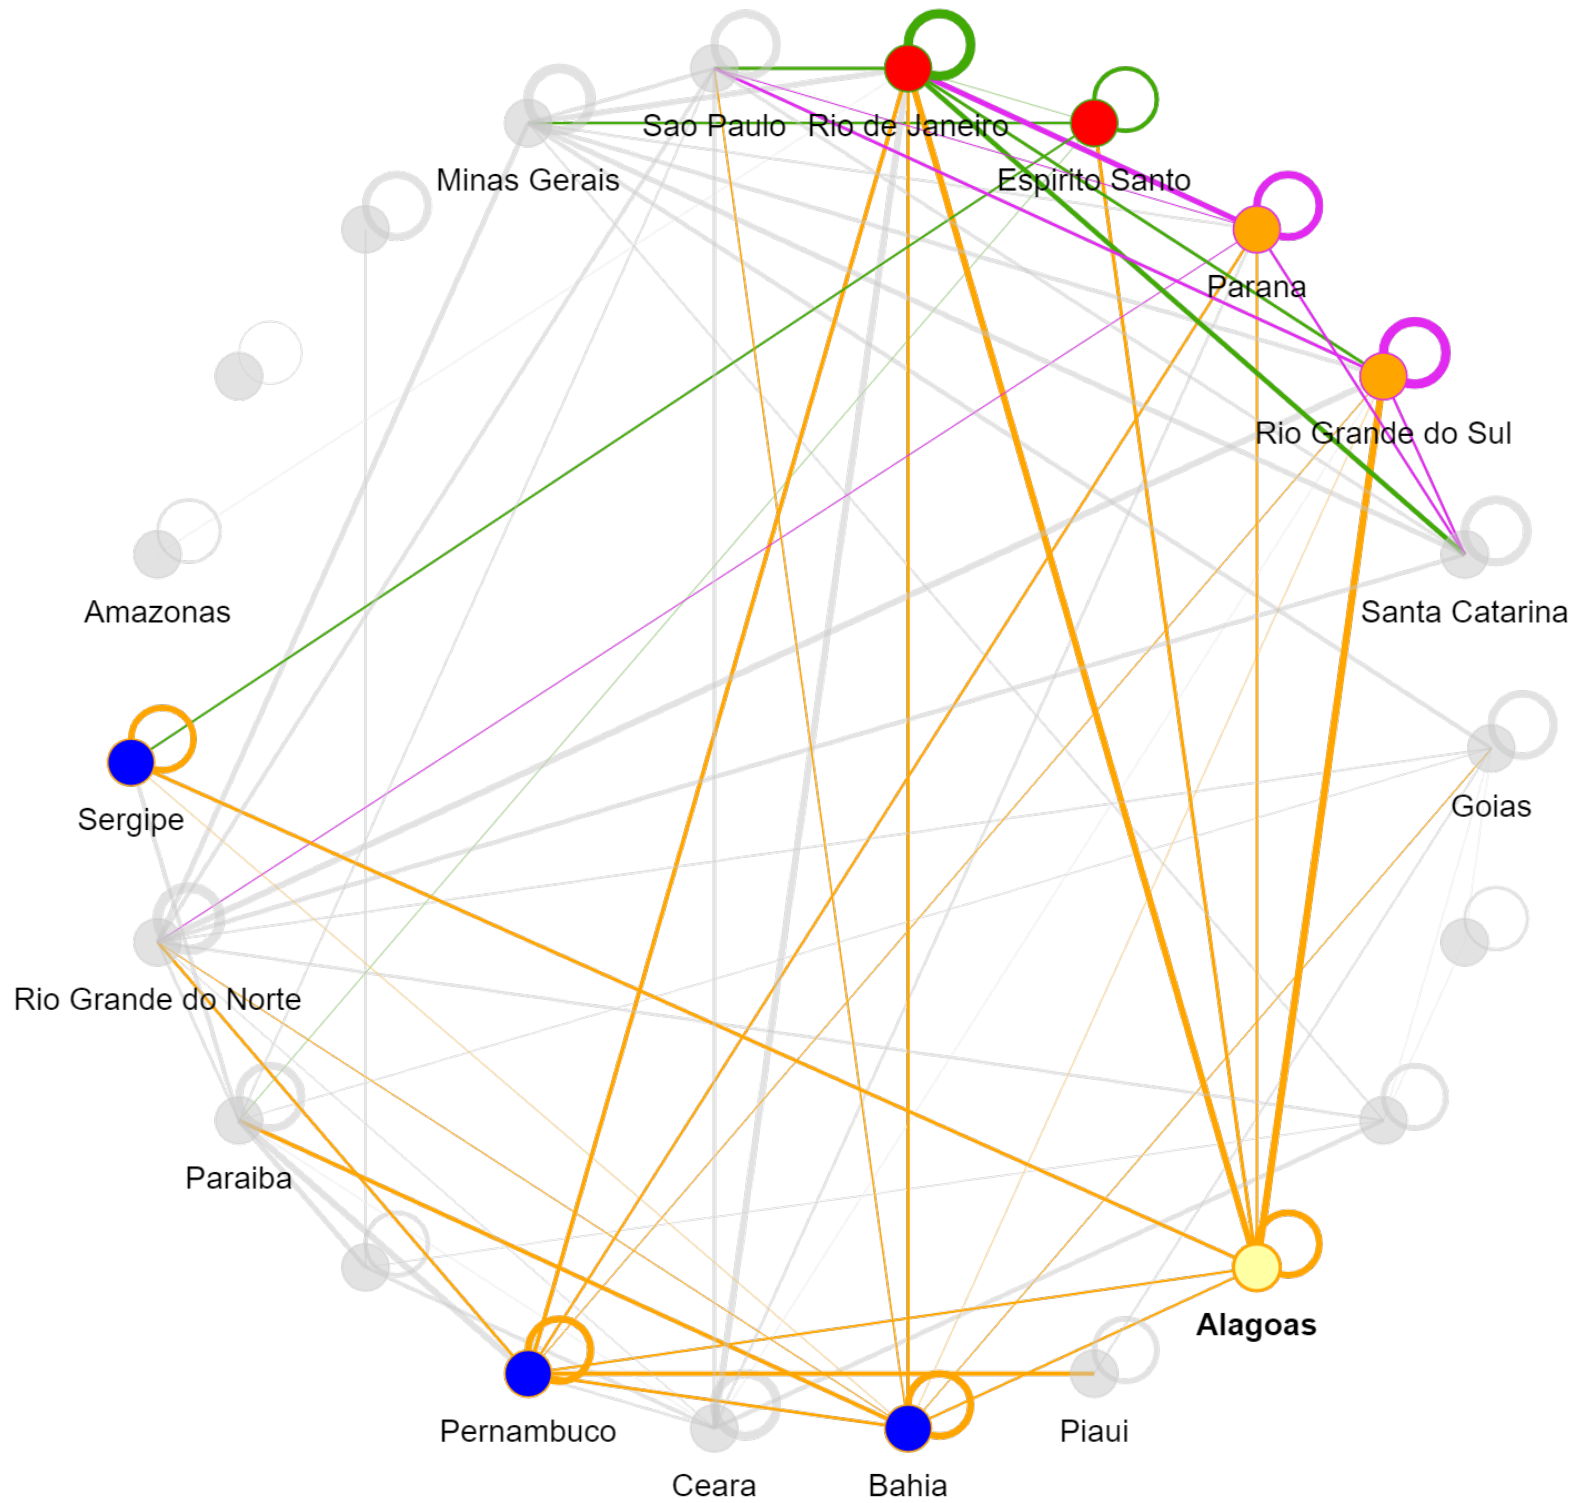 Sao Paulo
Rio de Janeiro
Minas Gerais
Espirito Santo
Parana
Rio Grande do Sul
Amazonas
Santa Catarina
Goias
Sergipe
Rio Grande do Norte
Paraiba
Alagoas
Pernambuco
Piaui
Ceara
Bahia